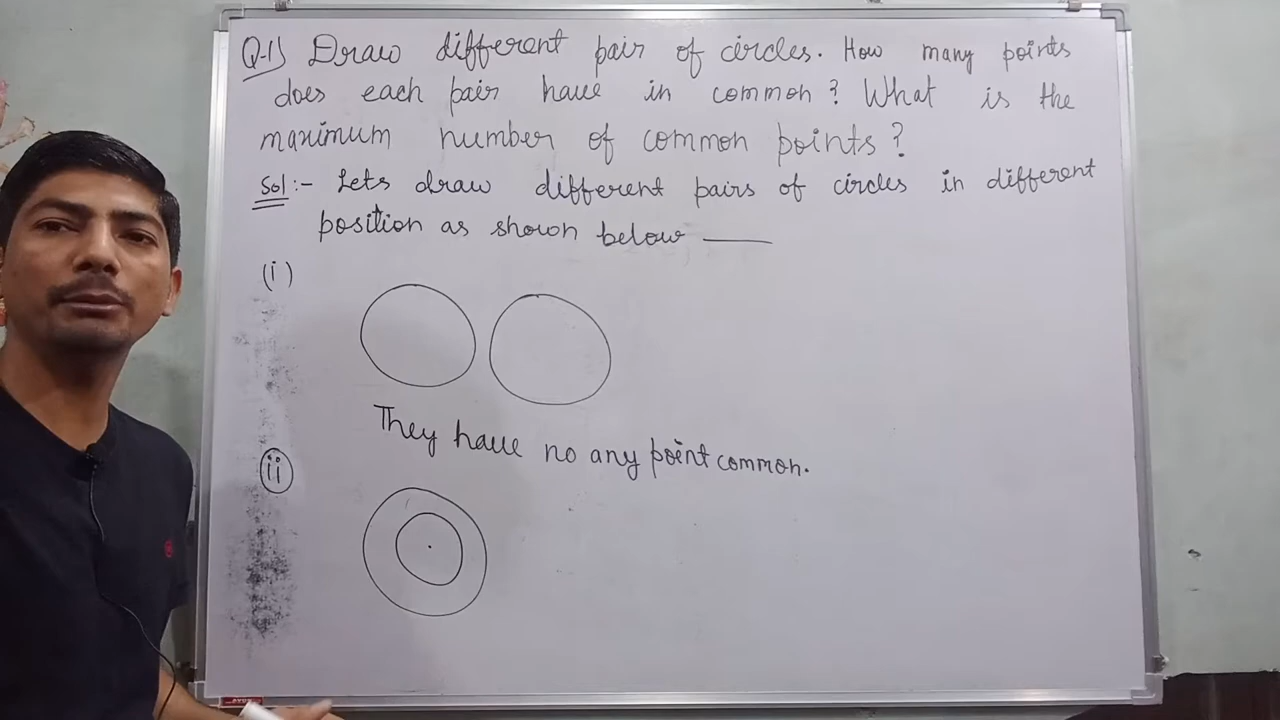 Q-1) Draw different pair of circles. How many points
does each pair have in common? What is the
maximum number of common points?
Sol:- Lets draw different pairs of circles in different
position as shown below ___
(i)
They have no any point common.
(ii)